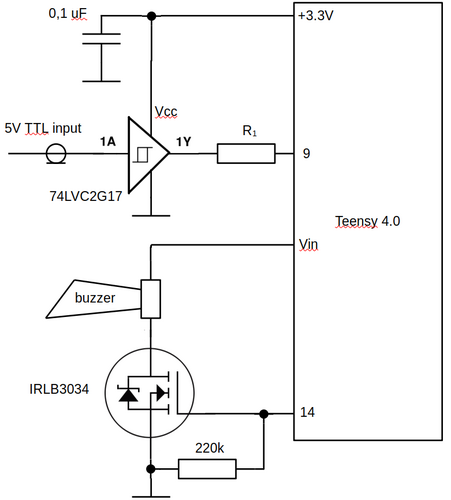 0,1 uF
+3.3V
Vcc
5V TTL input
1A
1Y
R1
9
74LVC2G17
Teensy 4.0
Vin
buzzer
IRLB3034
14
220k